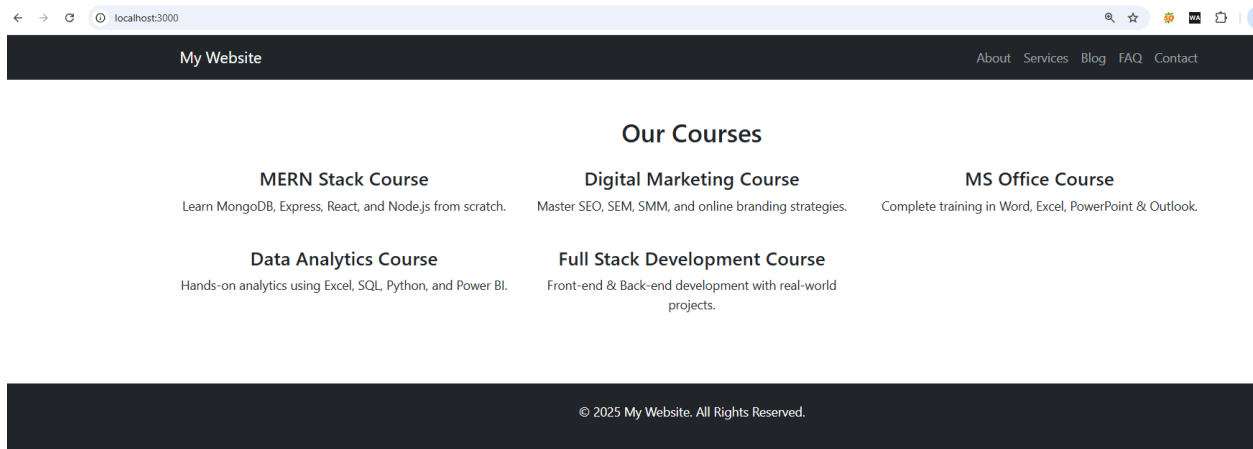 localhost:3000
WA
My Website
About Services Blog FAQ Contact
Our Courses
MERN Stack Course
Learn MongoDB, Express, React, and Node.js from scratch.
Digital Marketing Course
Master SEO, SEM, SMM, and online branding strategies.
MS Office Course
Complete training in Word, Excel, PowerPoint & Outlook.
Data Analytics Course
Hands-on analytics using Excel, SQL, Python, and Power BI.
Full Stack Development Course
Front-end & Back-end development with real-world
projects.
© 2025 My Website. All Rights Reserved.